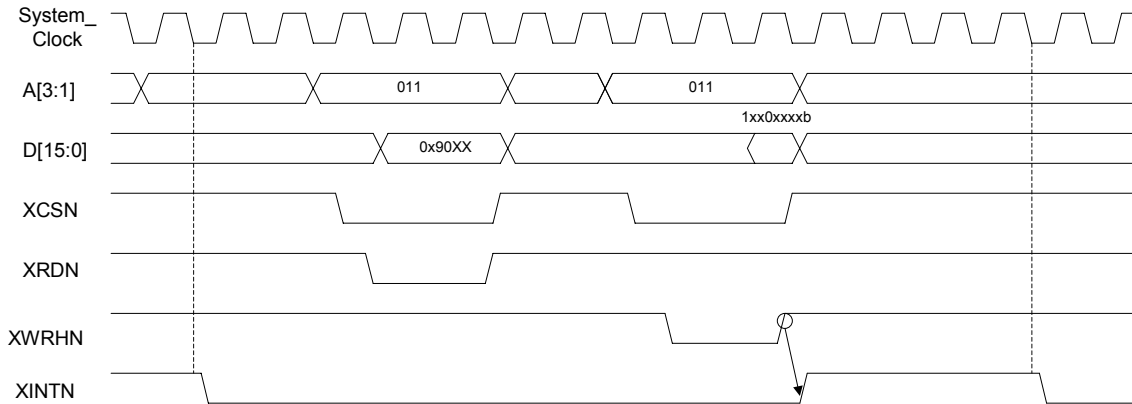 System_
Clock
A[3:1]
011
011
1xx0xxxxb
D[15:0]
0x90XX
XCSN
XRDN
XWRHN
XINTN